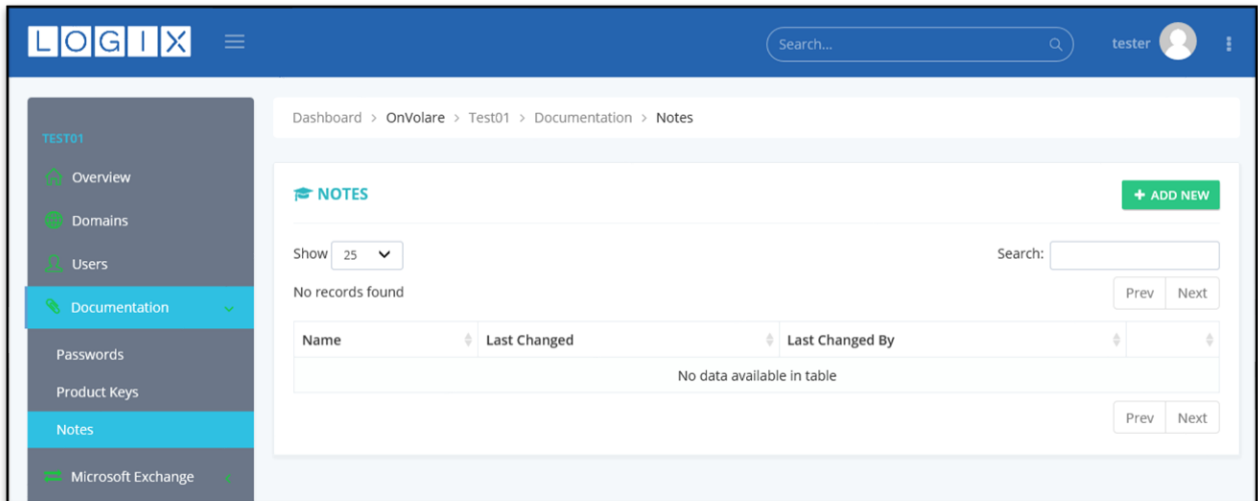 LOGIX
Search...
tester
TEST01
Overview
Domains
Users
Documentation
Passwords
Product Keys
Notes
Microsoft Exchange
Dashboard > OnVolare > Test01 > Documentation > Notes
NOTES
+ ADD NEW
Show 25
Search:
No records found
Prev Next
Name Last Changed Last Changed By
No data available in table
Prev Next